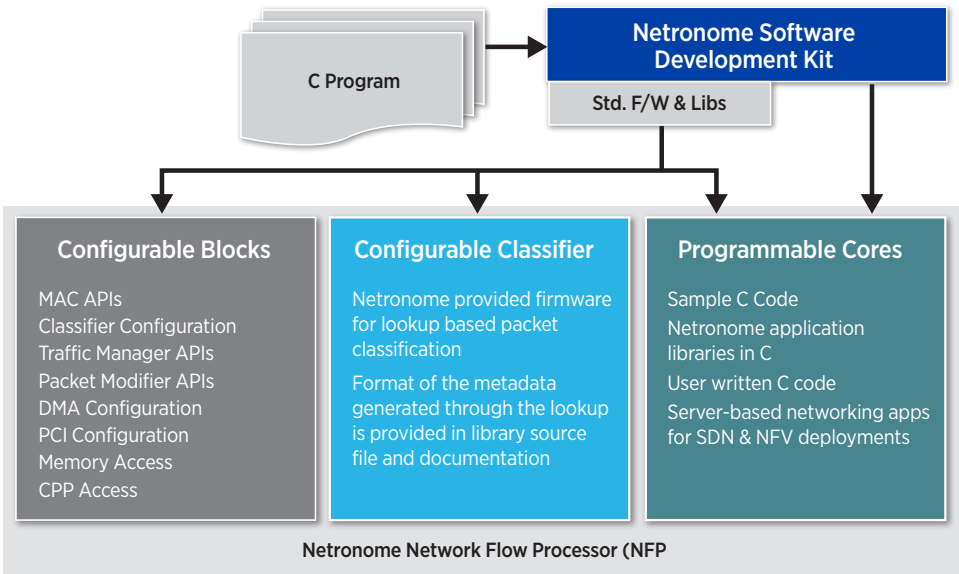 C Program
Netronome Software
Development Kit
Std. F/W & Libs
Configurable Blocks
MAC APIs
Classifier Configuration
Traffic Manager APIs
Packet Modifier APIs
DMA Configuration
PCI Configuration
Memory Access
CPP Access
Configurable Classifier
Netronome provided firmware
for lookup based packet
classification
Format of the metadata
generated through the lookup
is provided in library source
file and documentation
Programmable Cores
Sample C Code
Netronome application
libraries in C
User written C code
Server-based networking apps
for SDN & NFV deployments
Netronome Network Flow Processor (NFP